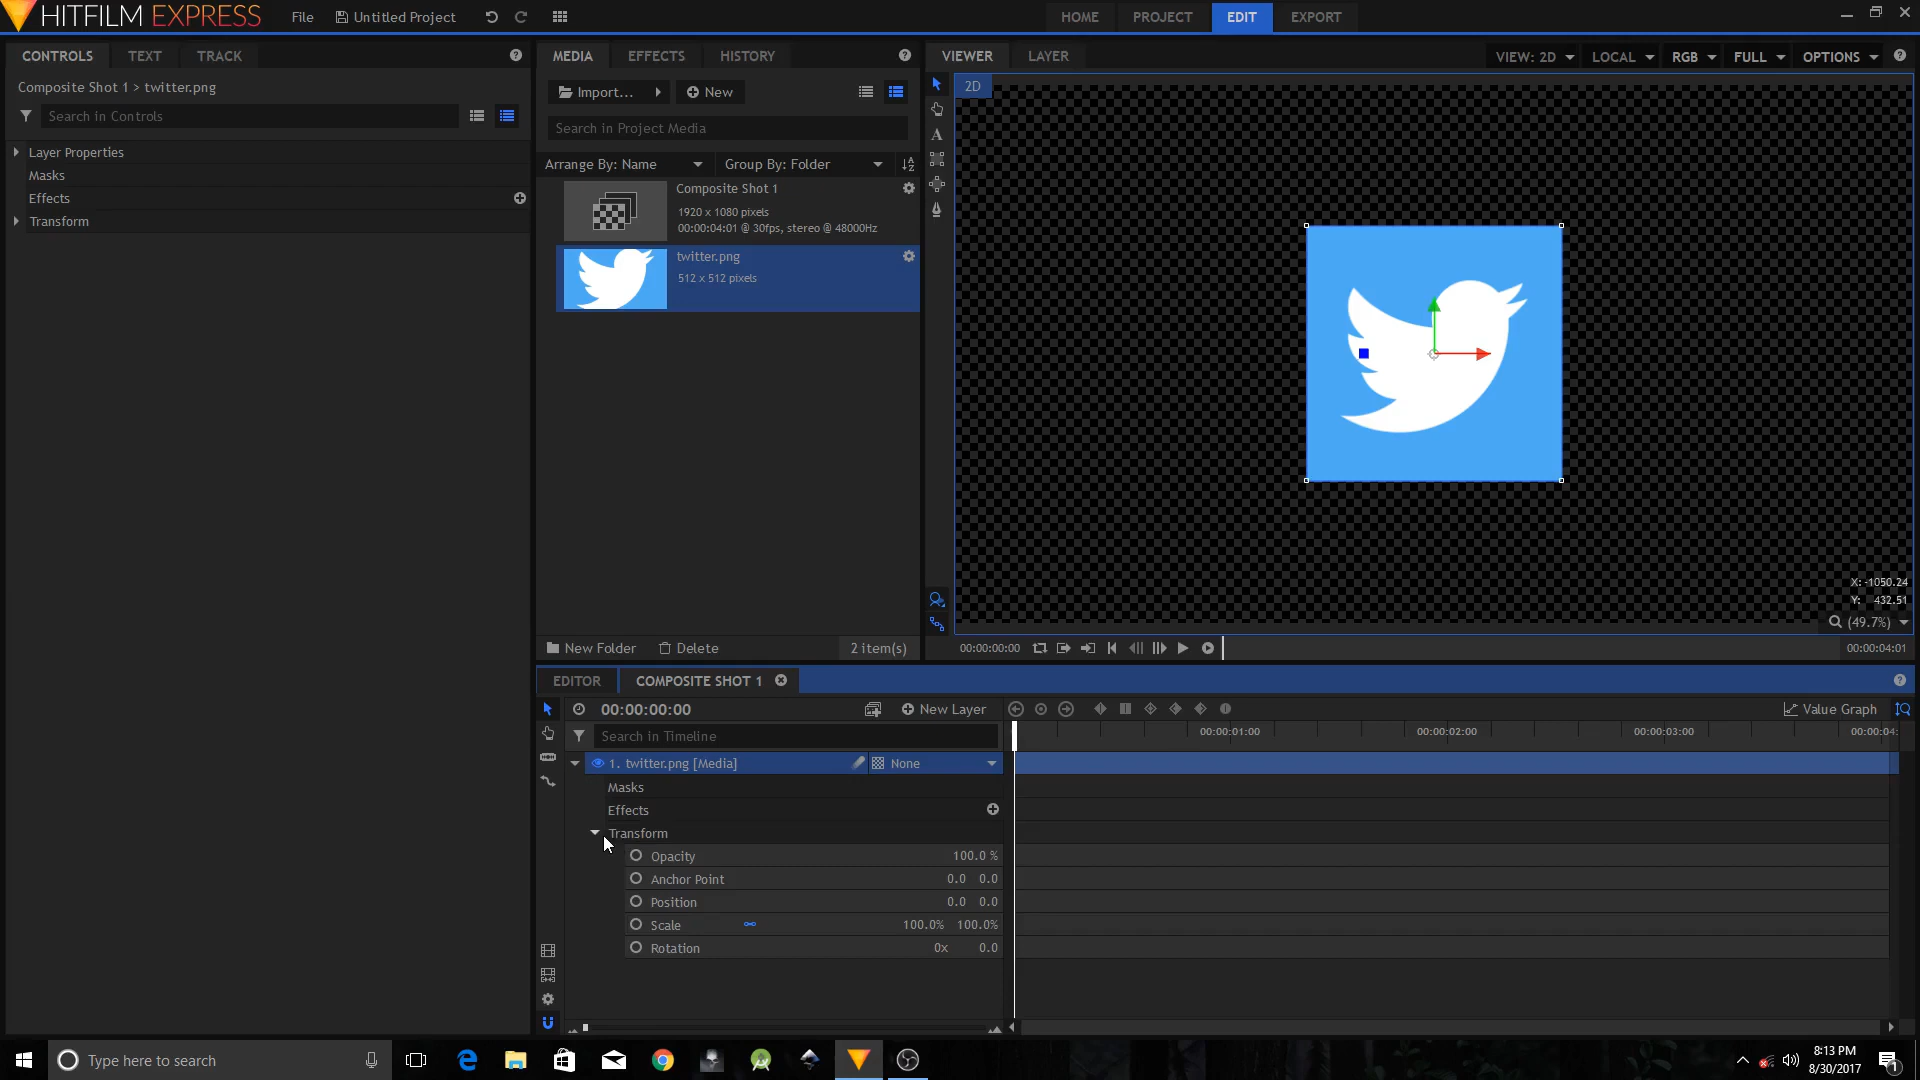 HITFILM EXPRESS
File
Untitled Project
HOME
PROJECT
EDIT
EXPORT
CONTROLS
TEXT
TRACK
Composite Shot 1 > twitter.png
Search in Controls
Layer Properties
Masks
Effects
Transform
MEDIA
EFFECTS
HISTORY
Import...
New
Search in Project Media
Arrange By: Name
Group By: Folder
Composite Shot 1
1920 x 1080 pixels
00:00:04:01 @ 30fps, stereo @ 48000Hz
twitter.png
512 x 512 pixels
New Folder
Delete
2 item(s)
VIEWER
LAYER
VIEW: 2D
LOCAL
RGB
FULL
OPTIONS
2D
X: -1050.24
Y: 432.51
(49.7%)
00:00:00:00
00:00:04:01
EDITOR
COMPOSITE SHOT 1
00:00:00:00
New Layer
Value Graph
Search in Timeline
00:00:01:00
00:00:02:00
00:00:03:00
00:00:04:
1. twitter.png [Media]
None
Masks
Effects
Transform
Opacity 100.0 %
Anchor Point 0.0 0.0
Position 0.0 0.0
Scale 100.0% 100.0%
Rotation 0x 0.0
Type here to search
8:13 PM
8/30/2017
1